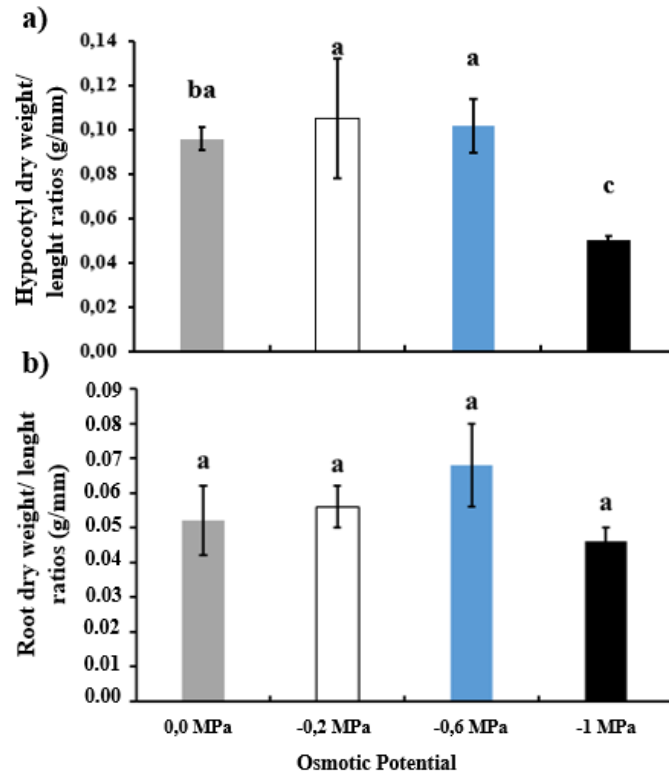 a)
Hypocotyl dry weight/
lenght ratios (g/mm)
0,14
0,12
0,10
0,08
0,06
0,04
0,02
0,00
ba
a
a
c
b)
Root dry weight/ lenght
ratios (g/mm)
0.09
0.08
0.07
0.06
0.05
0.04
0.03
0.02
0.01
0.00
a
a
a
a
0,0 MPa
-0,2 MPa
-0,6 MPa
-1 MPa
Osmotic Potential